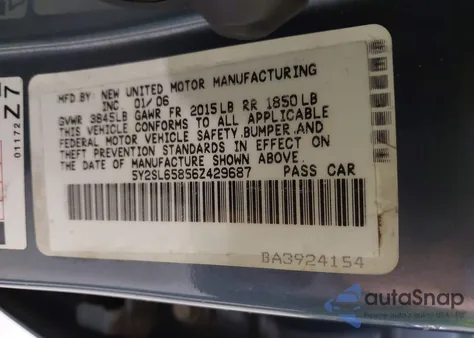 MFD. BY: NEW UNITED MOTOR MANUFACTURING
INC 01/06
GVWR 3845LB GAWR FR 2015LB RR 1850LB
THIS VEHICLE CONFORMS TO ALL APPLICABLE
FEDERAL MOTOR VEHICLE SAFETY,BUMPER,AND
THEFT PREVENTION STANDARDS IN EFFECT ON
THE DATE OF MANUFACTURE SHOWN ABOVE.
5Y2SL65856Z429687 PASS CAR
BA3924154
01172
Z 7
autoSnap